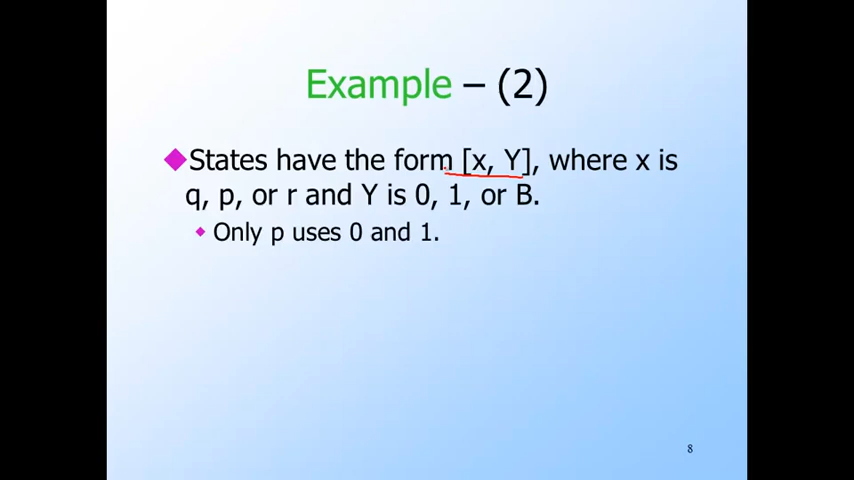 Example – (2)
◆States have the form [x, Y], where x is
q, p, or r and Y is 0, 1, or B.
◆ Only p uses 0 and 1.
8